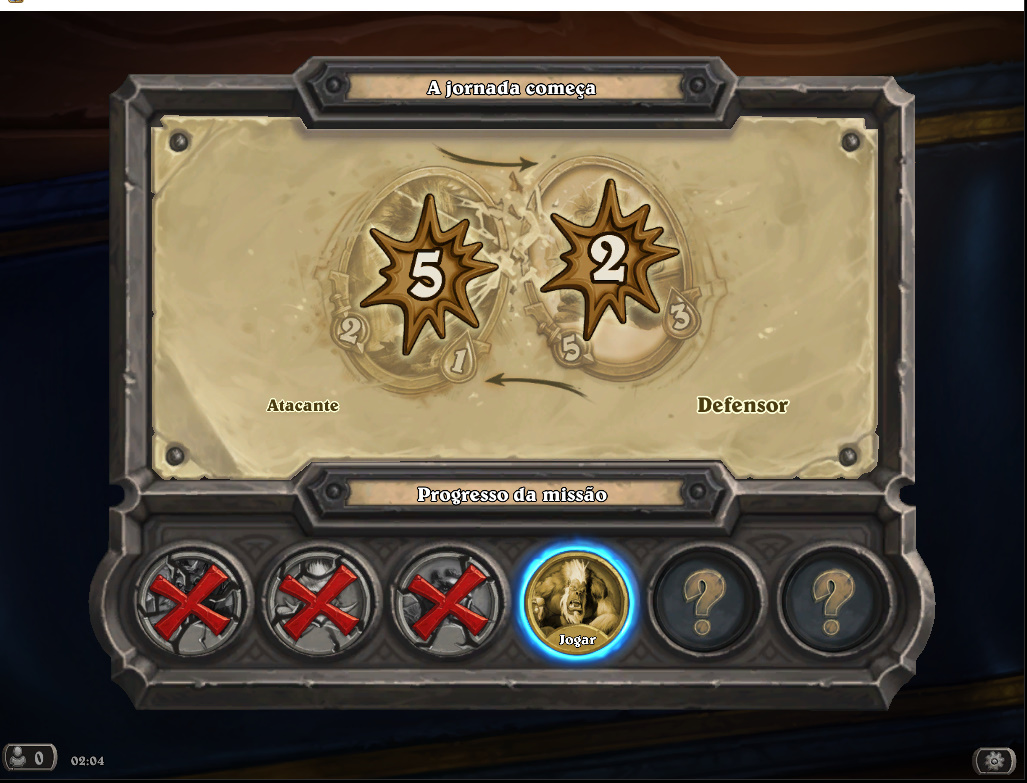 A jornada começa
5
2
2
1
5
3
Atacante
Defensor
Progresso da missão
Jogar
?
?
0
02:04